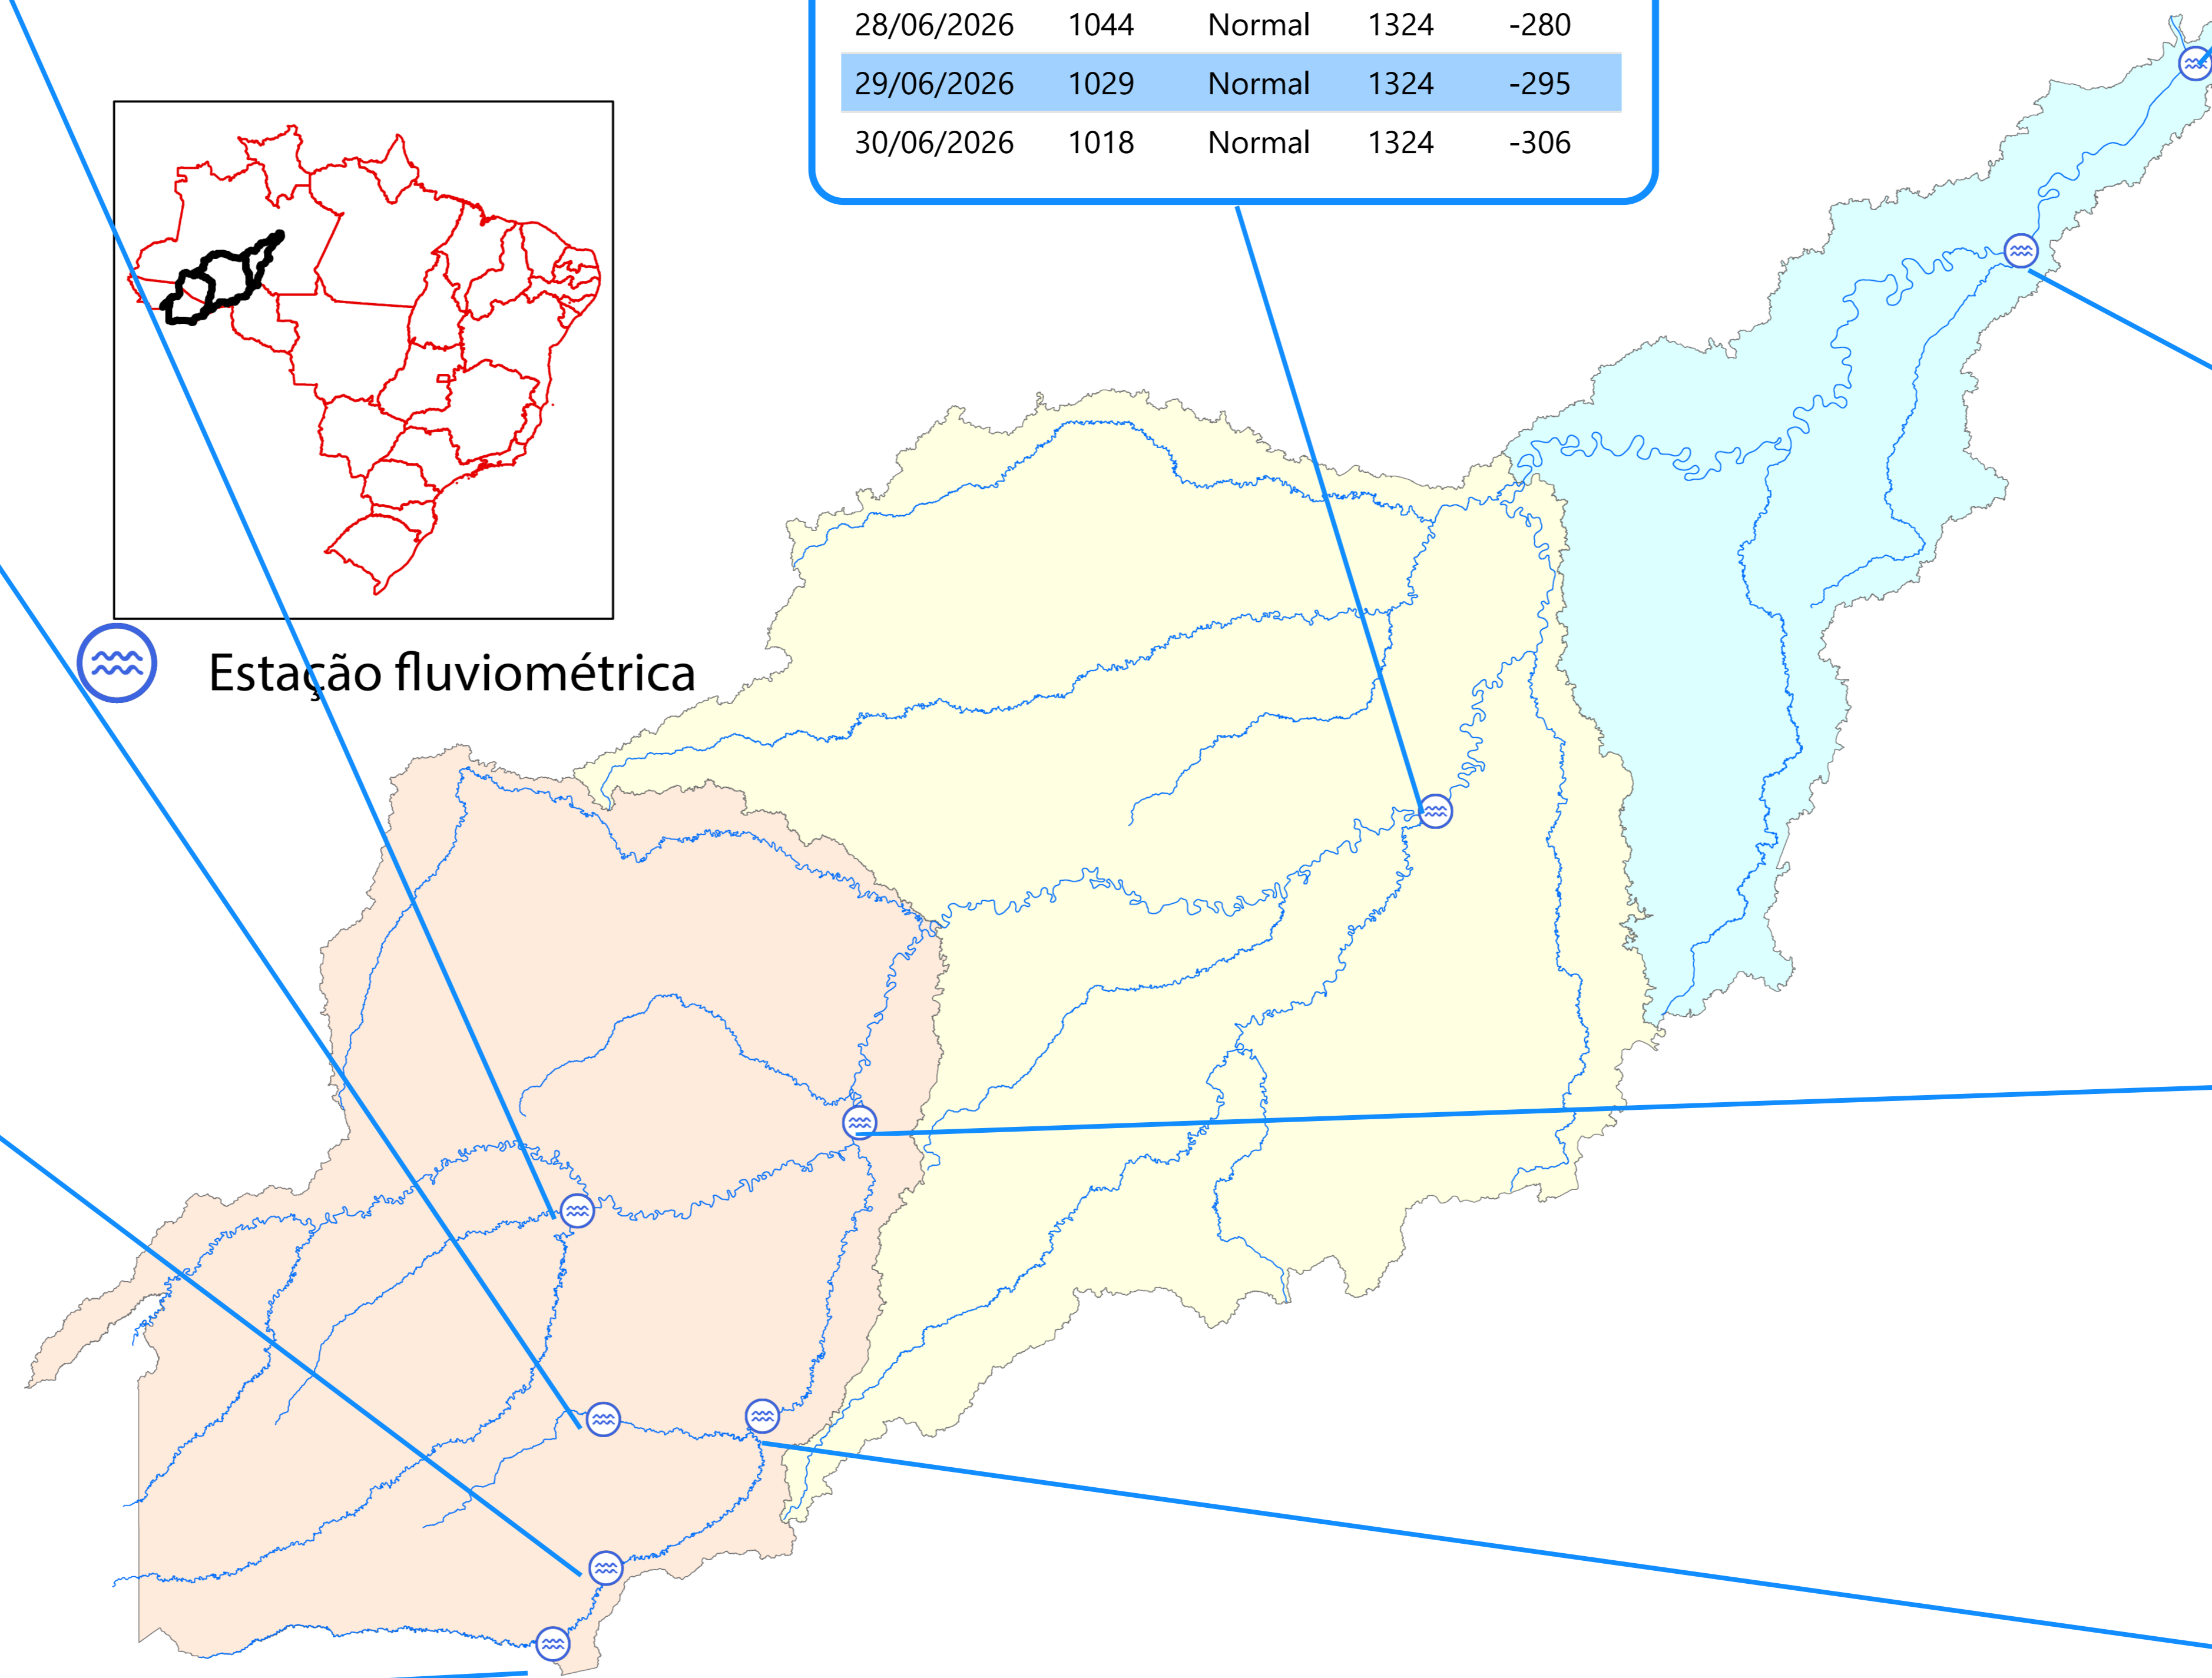 28/06/2026 1044 Normal 1324 -280
29/06/2026 1029 Normal 1324 -295
30/06/2026 1018 Normal 1324 -306
Estação fluviométrica